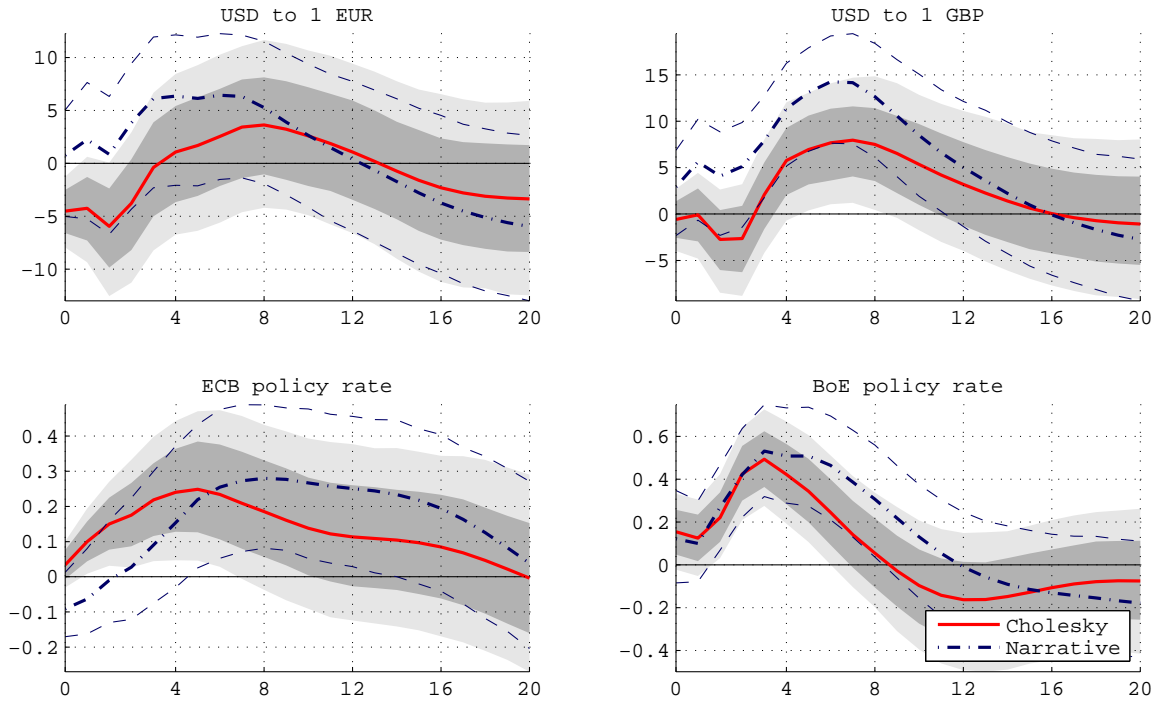 USD to 1 EUR
10
5
0
−5
−10
0 4 8 12 16 20
USD to 1 GBP
15
10
5
0
−5
0 4 8 12 16 20
ECB policy rate
0.4
0.3
0.2
0.1
0
−0.1
−0.2
0 4 8 12 16 20
BoE policy rate
0.6
0.4
0.2
0
−0.2
−0.4
0 4 8 12 16 20
Cholesky
Narrative